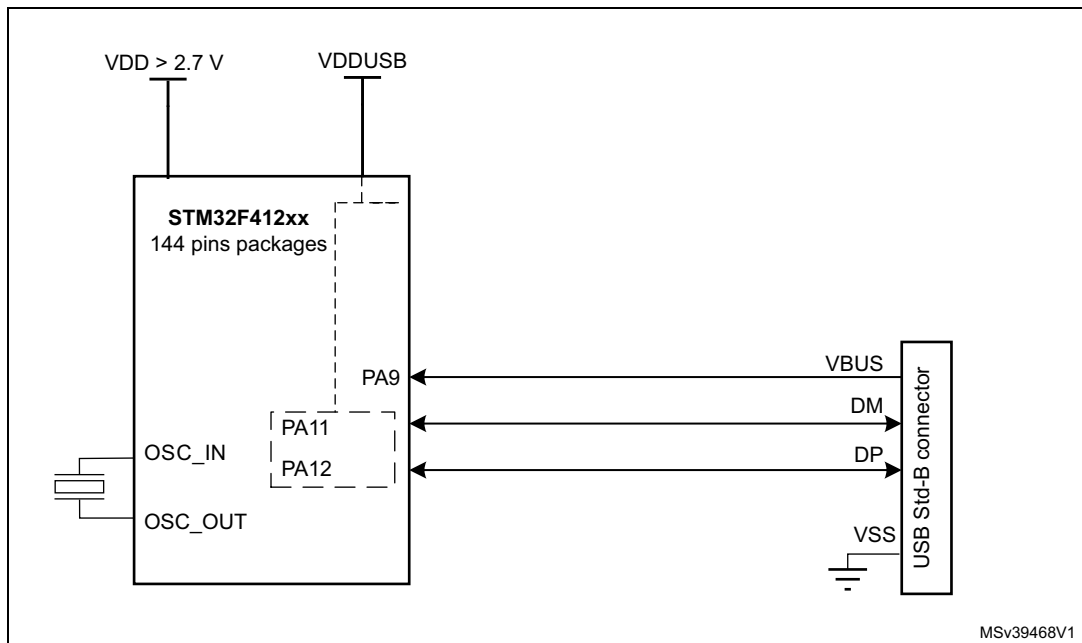 VDD > 2.7 V
VDDUSB
STM32F412xx
144 pins packages
PA9
VBUS
PA11
DM
PA12
DP
OSC_IN
OSC_OUT
VSS
USB Std-B connector
MSv39468V1